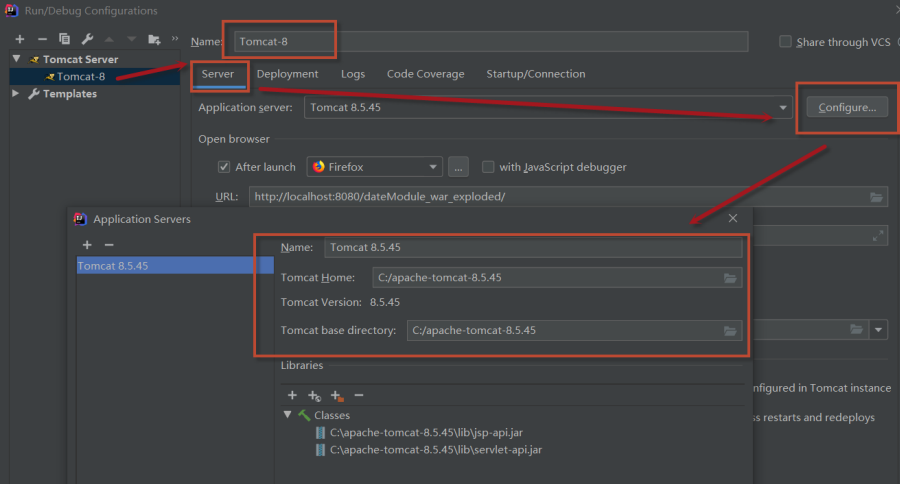 Run/Debug Configurations
Name: Tomcat-8
Share through VCS
Tomcat Server
Tomcat-8
Templates
Server Deployment Logs Code Coverage Startup/Connection
Application server: Tomcat 8.5.45 Configure...
Open browser
After launch Firefox ... with JavaScript debugger
URL: http://localhost:8080/dateModule_war_exploded/
Application Servers
Tomcat 8.5.45
Name: Tomcat 8.5.45
Tomcat Home: C:/apache-tomcat-8.5.45
Tomcat Version: 8.5.45
Tomcat base directory: C:/apache-tomcat-8.5.45
Libraries
Classes
C:\apache-tomcat-8.5.45\lib\jsp-api.jar
C:\apache-tomcat-8.5.45\lib\servlet-api.jar
nfigured in Tomcat instance
ss restarts and redeploys